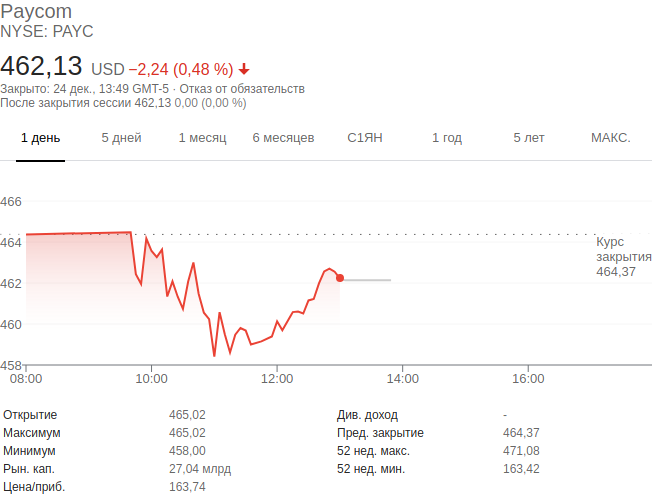 Paycom
NYSE: PAYC
462,13 USD −2,24 (0,48 %)
Закрыто: 24 дек., 13:49 GMT-5 · Отказ от обязательств
После закрытия сессии 462,13 0,00 (0,00 %)
1 день 5 дней 1 месяц 6 месяцев С1ЯН 1 год 5 лет МАКС.
466
464
462
460
458
Курс
закрытия
464,37
08:00 10:00 12:00 14:00 16:00
Открытие 465,02 Див. доход -
Максимум 465,02 Пред. закрытие 464,37
Минимум 458,00 52 нед. макс. 471,08
Рын. кап. 27,04 млрд 52 нед. мин. 163,42
Цена/приб. 163,74